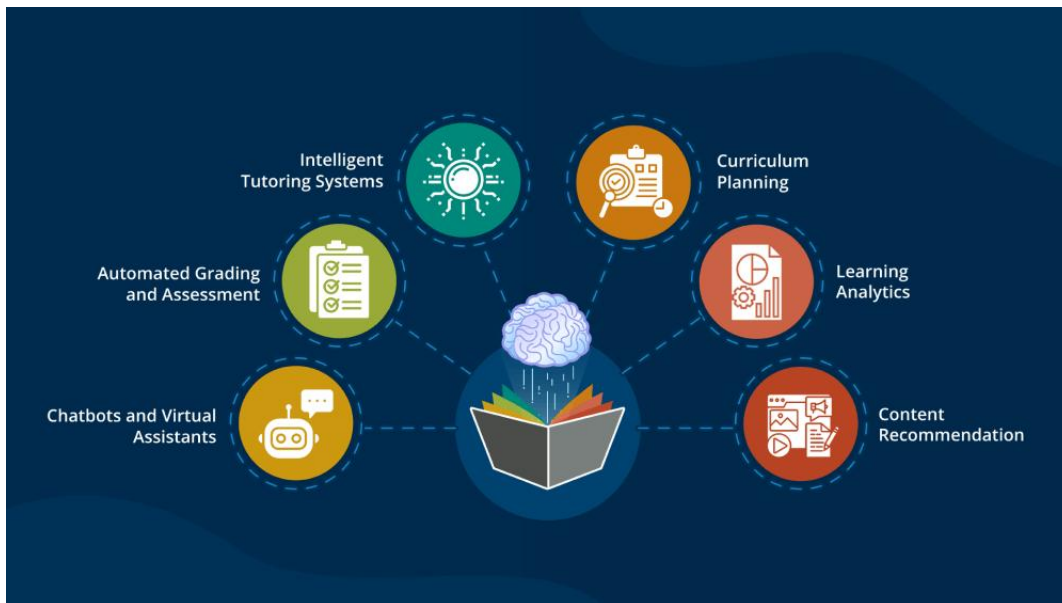 Intelligent
Tutoring Systems
Curriculum
Planning
Automated Grading
and Assessment
Learning
Analytics
Chatbots and Virtual
Assistants
Content
Recommendation